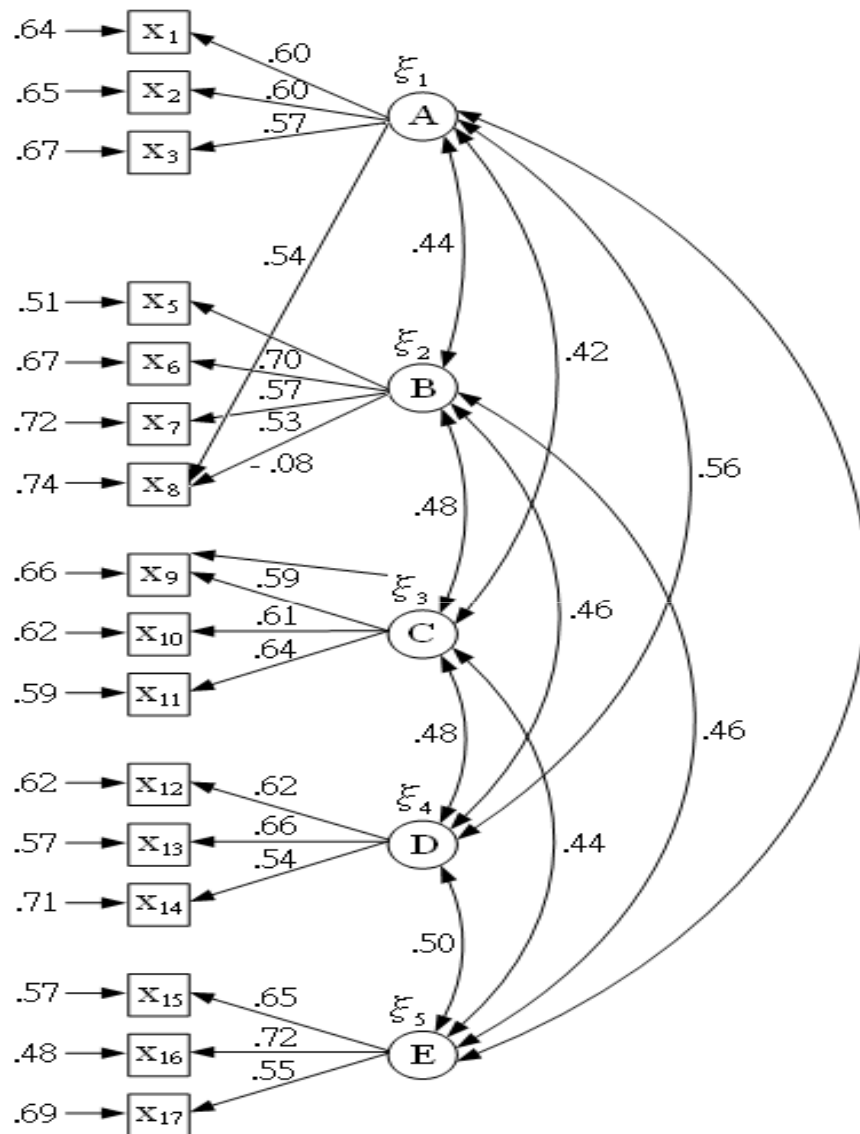 .64 x₁
.60
ξ₁
.65 x₂ .60
A
.67 x₃ .57
.44
.54
.51 x₅
.42
.67 x₆ .70
ξ₂
B
.57
.72 x₇ .53
- .08
.56
.74 x₈
.48
.66 x₉ .59
ξ₃
.46
.62 x₁₀ .61
C
.64
.59 x₁₁
.48
.46
.62 x₁₂ .62
ξ₄
.57 x₁₃ .66
D
.44
.54
.71 x₁₄
.50
.57 x₁₅ .65
ξ₅
.48 x₁₆ .72
E
.55
.69 x₁₇